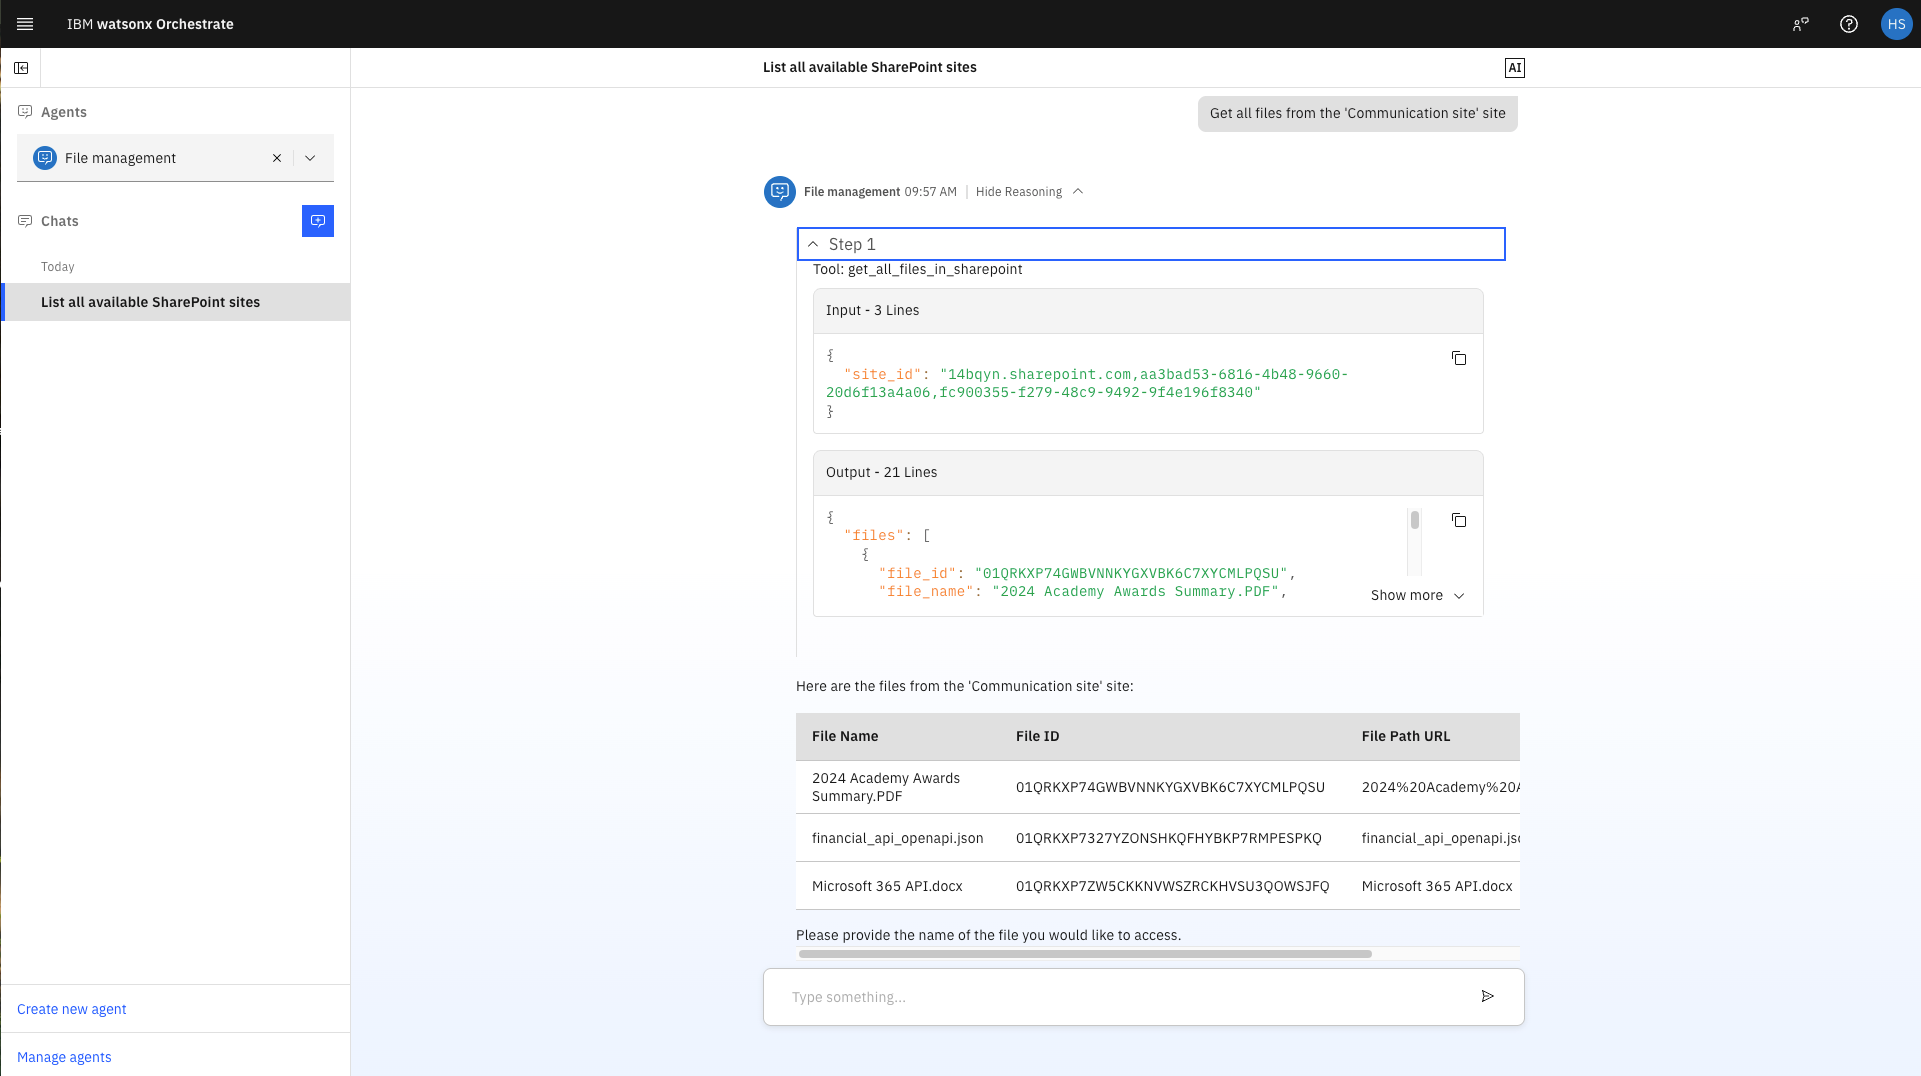 IBM watsonx Orchestrate
HS
List all available SharePoint sites
AI
Agents
File management
Chats
Today
List all available SharePoint sites
Create new agent
Manage agents
Get all files from the 'Communication site' site
File management 09:57 AM | Hide Reasoning
Step 1
Tool: get_all_files_in_sharepoint
Input - 3 Lines
{
"site_id": "14bqyn.sharepoint.com,aa3bad53-6816-4b48-9660-
20d6f13a4a06,fc900355-f279-48c9-9492-9f4e196f8340"
}
Output - 21 Lines
{
"files": [
{
"file_id": "01QRKXP74GWBVNNKYGXVBK6C7XYCMLPQSU",
"file_name": "2024 Academy Awards Summary.PDF",
Show more
Here are the files from the 'Communication site' site:
File Name File ID File Path URL
2024 Academy Awards
Summary.PDF 01QRKXP74GWBVNNKYGXVBK6C7XYCMLPQSU 2024%20Academy%20A
financial_api_openapi.json 01QRKXP7327YZONSHKQFHYBKP7RMPESPKQ financial_api_openapi.jso
Microsoft 365 API.docx 01QRKXP7ZW5CKKNVWSZRCKHVSU3QOWSJFQ Microsoft 365 API.docx
Please provide the name of the file you would like to access.
Type something...